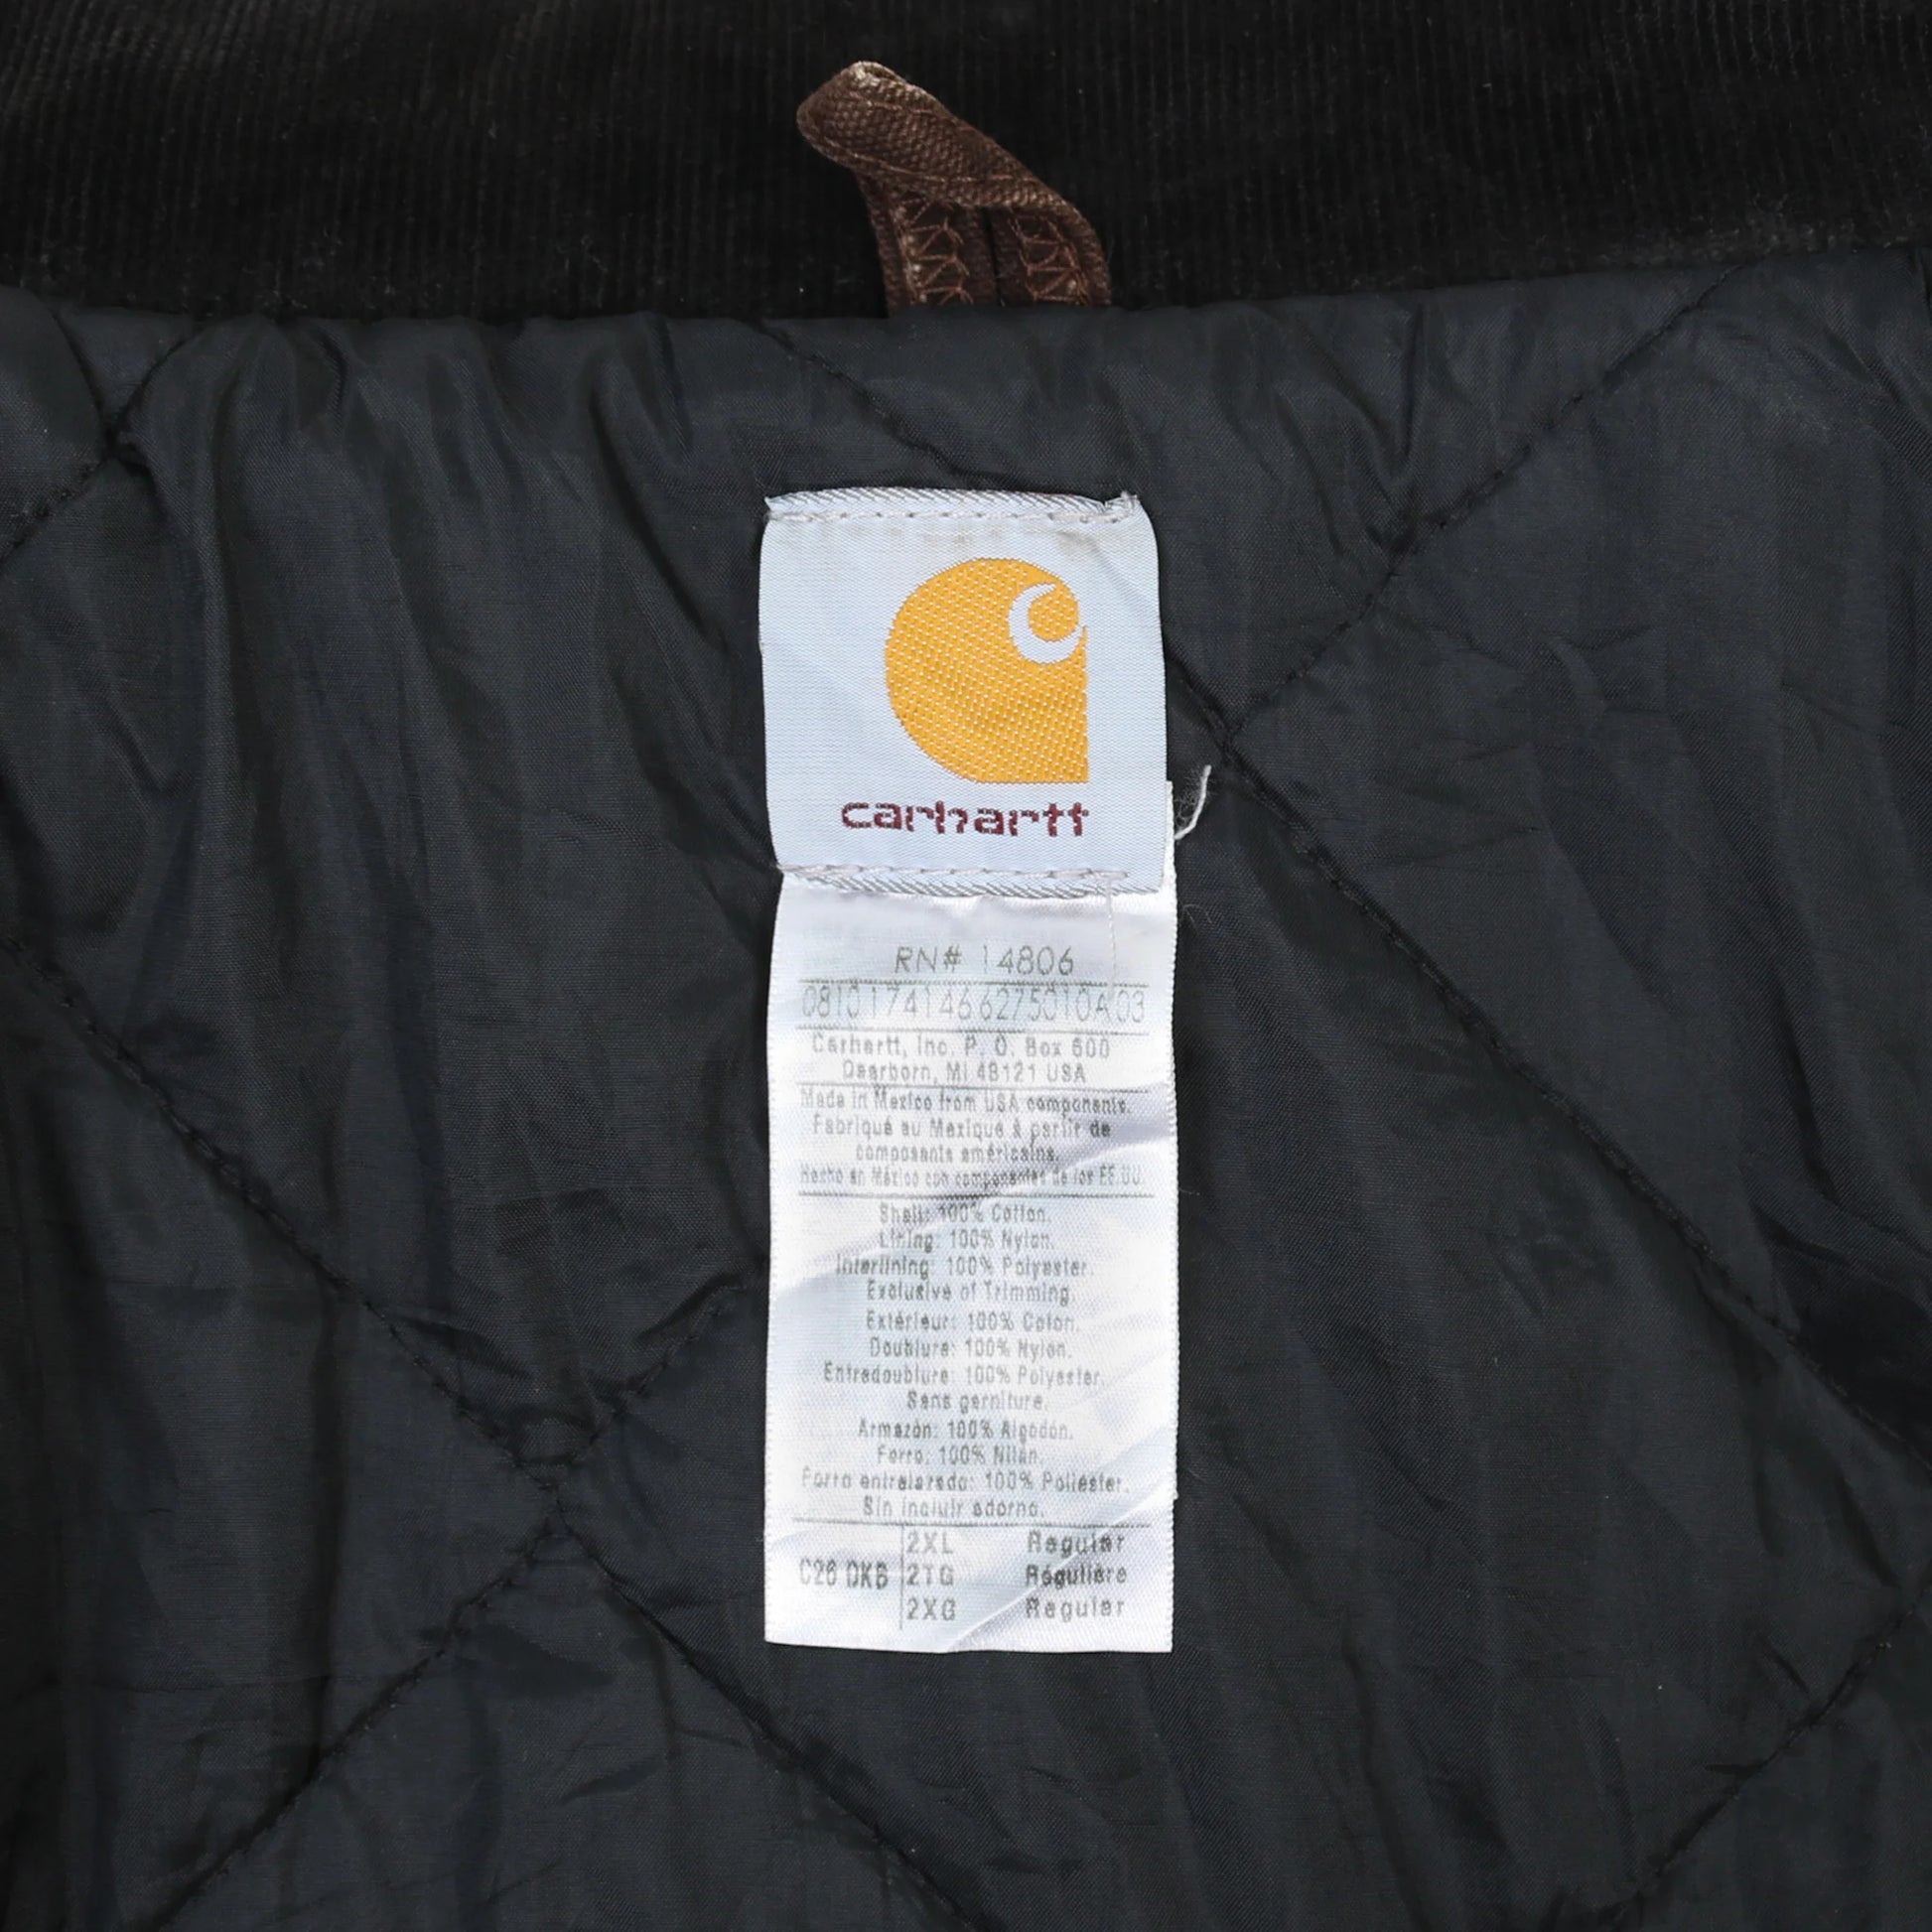 carhartt
RN# 14806
08101741466275010A03
Carhartt, Inc. P. O. Box 600
Dearborn, MI 48121 USA
Made in Mexico from USA components.
Fabriqué au Mexique à partir de
composants américains.
Hecho en México con componentes de los EE.UU.
Shell: 100% Cotton.
Lining: 100% Nylon.
Interlining: 100% Polyester.
Exclusive of Trimming
Extérieur: 100% Coton.
Doublure: 100% Nylon.
Entredoublure: 100% Polyester.
Sans garniture.
Armazón: 100% Algodón.
Forro: 100% Nilón.
Forro entrelarado: 100% Poliéster.
Sin incluir adorno.
2XL Regular
C26 DKB 2TG Régulière
2XG Regular